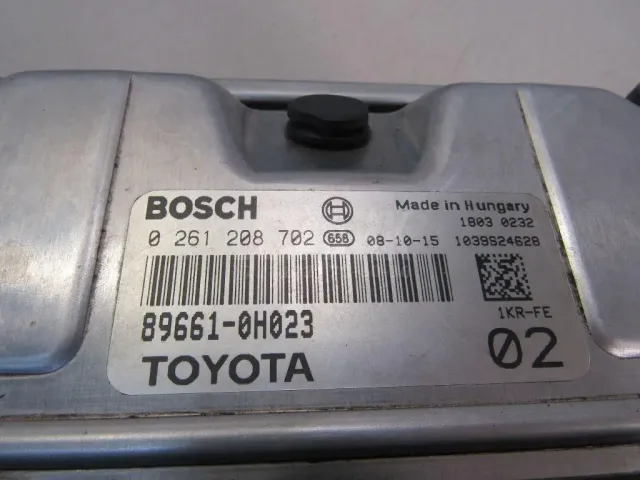 BOSCH Made in Hungary
1803 0232
0 261 208 702 658 08-10-15 1039S24628
89661-0H023 1KR-FE
TOYOTA 02